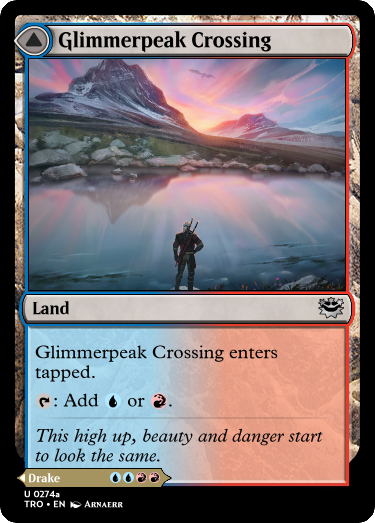 Glimmerpeak Crossing
Land
Glimmerpeak Crossing enters
tapped.
: Add or .
This high up, beauty and danger start
to look the same.
Drake
U 0274a
TRO • EN Arnaerr